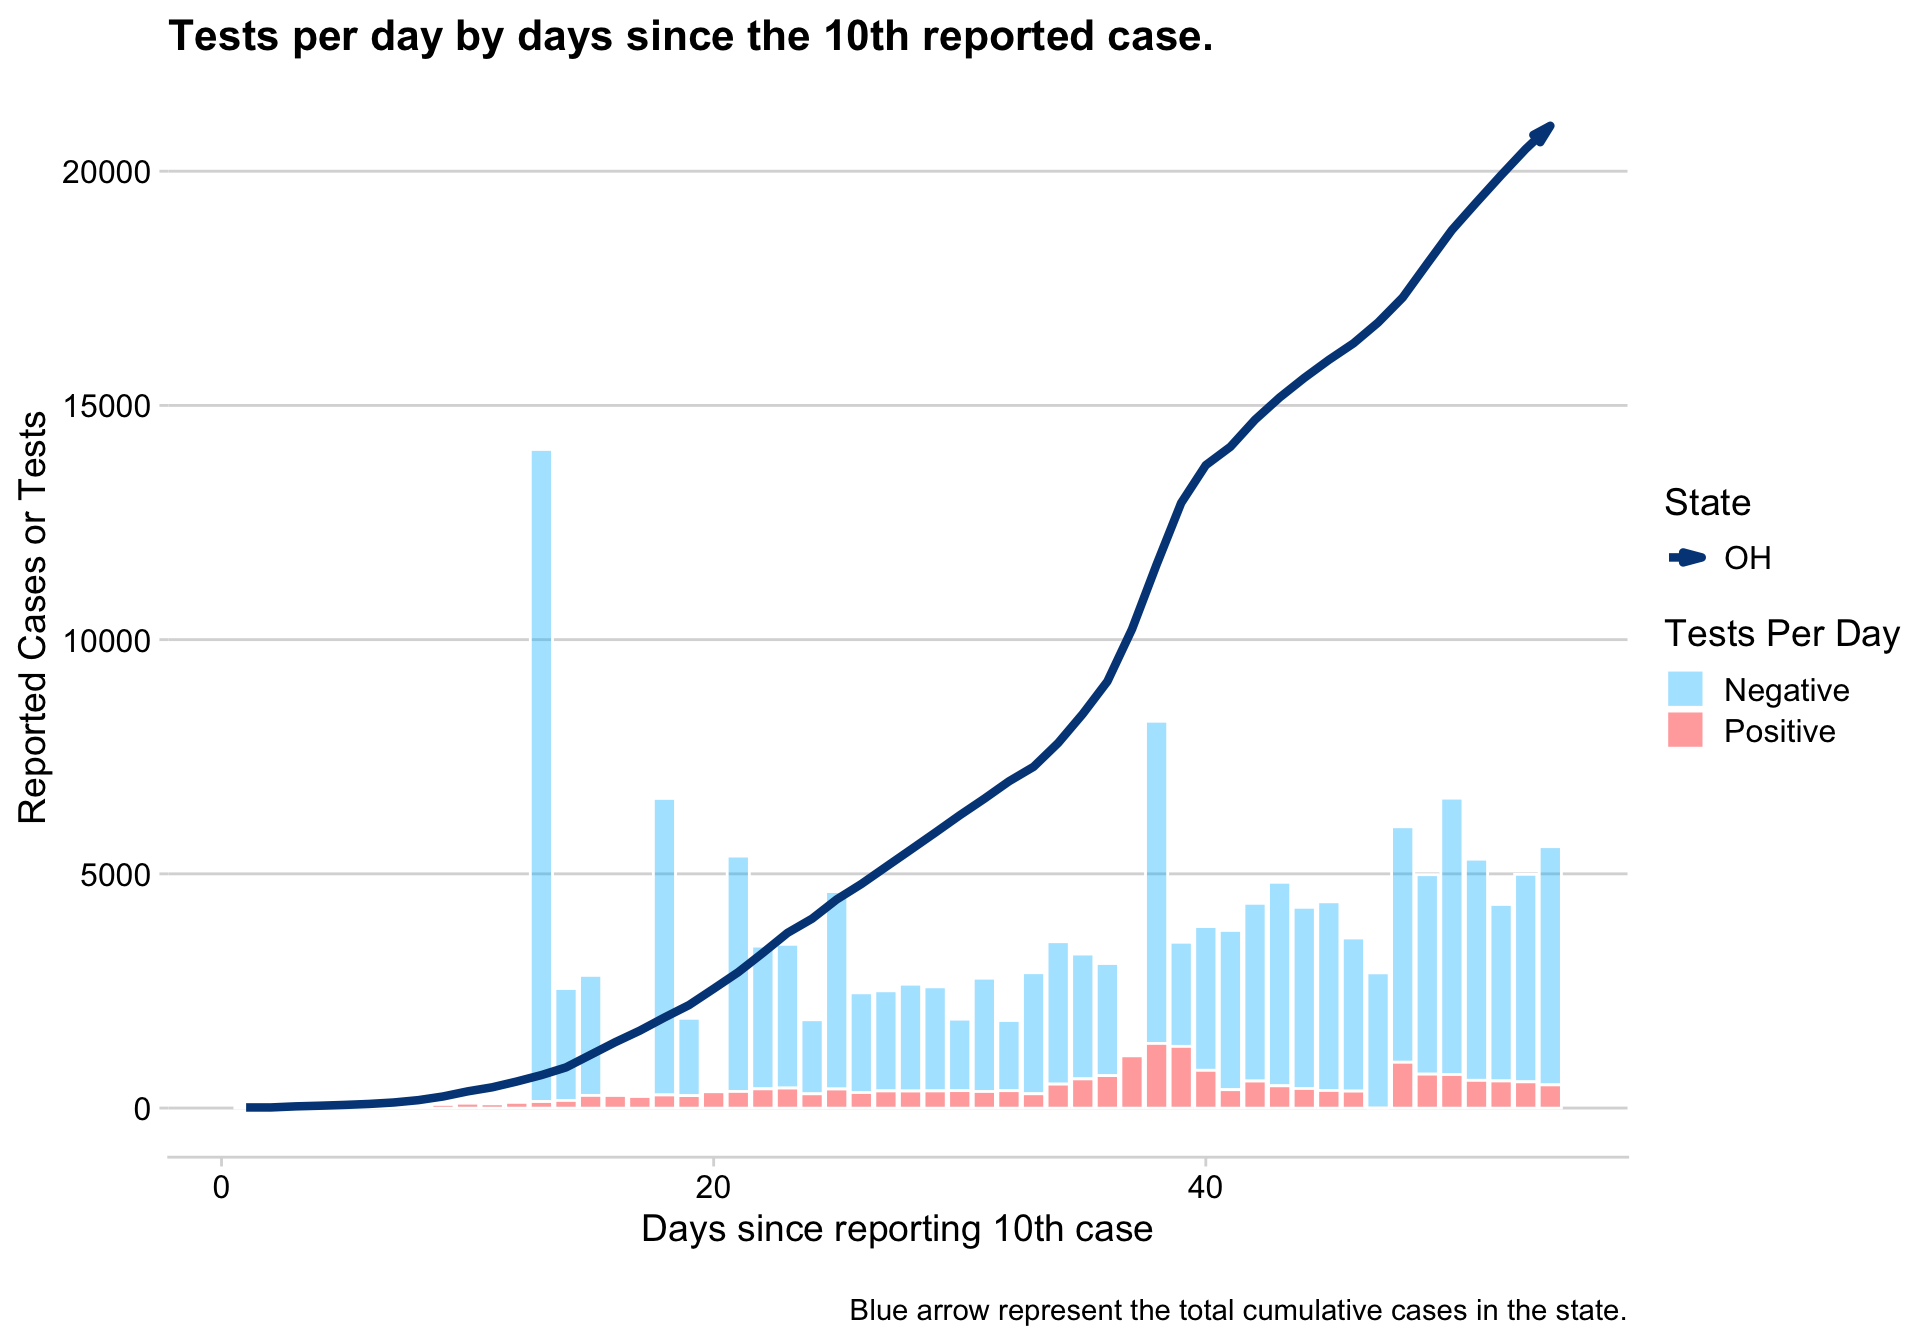 Tests per day by days since the 10th reported case.
Reported Cases or Tests
20000
15000
10000
5000
0
0 20 40
Days since reporting 10th case
State
OH
Tests Per Day
Negative
Positive
Blue arrow represent the total cumulative cases in the state.